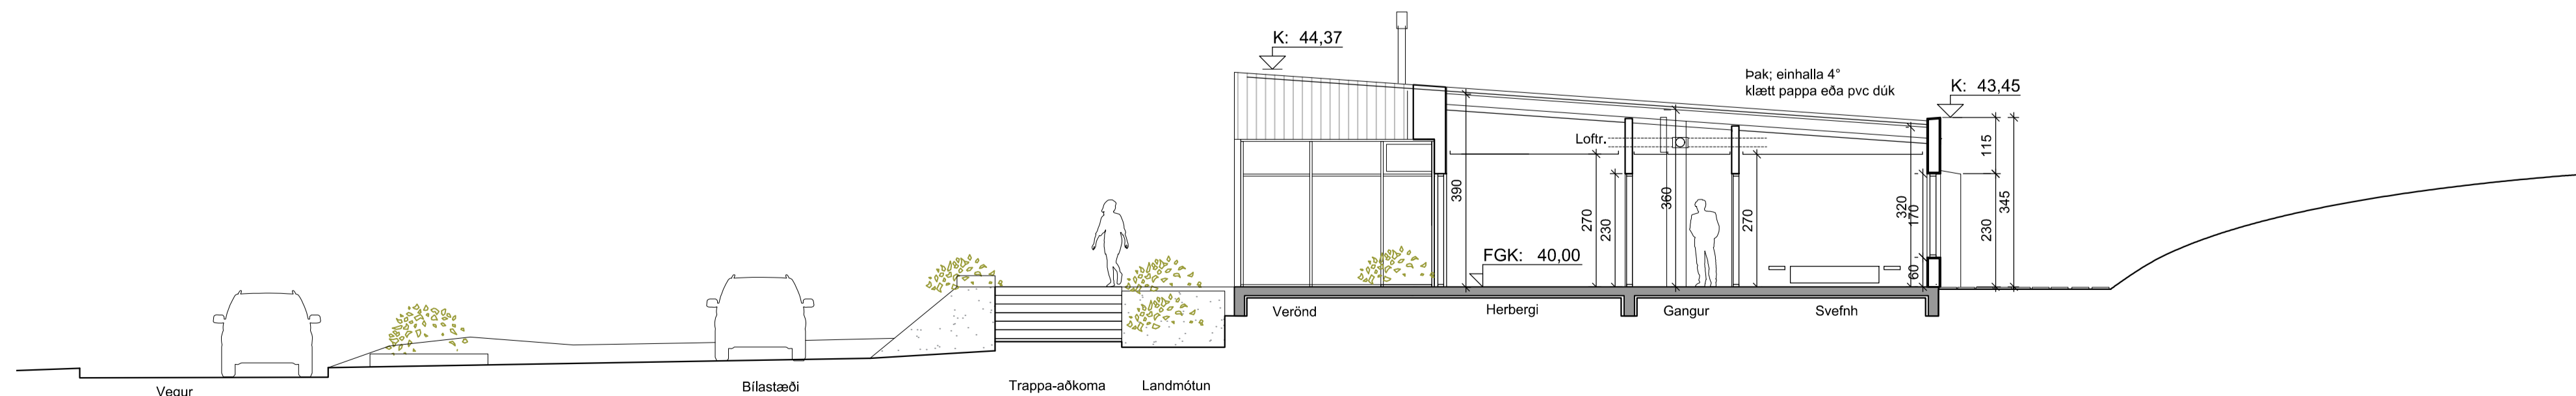 K: 44,37
Þak; einhalla 4°
klætt pappa eða pvc dúk
K: 43,45
Loftr.
115
390
270
230
360
270
320
170
60
230
345
FGK: 40,00
Verönd
Herbergi
Gangur
Svefnh
Vegur
Bílastæði
Trappa-aðkoma
Landmótun